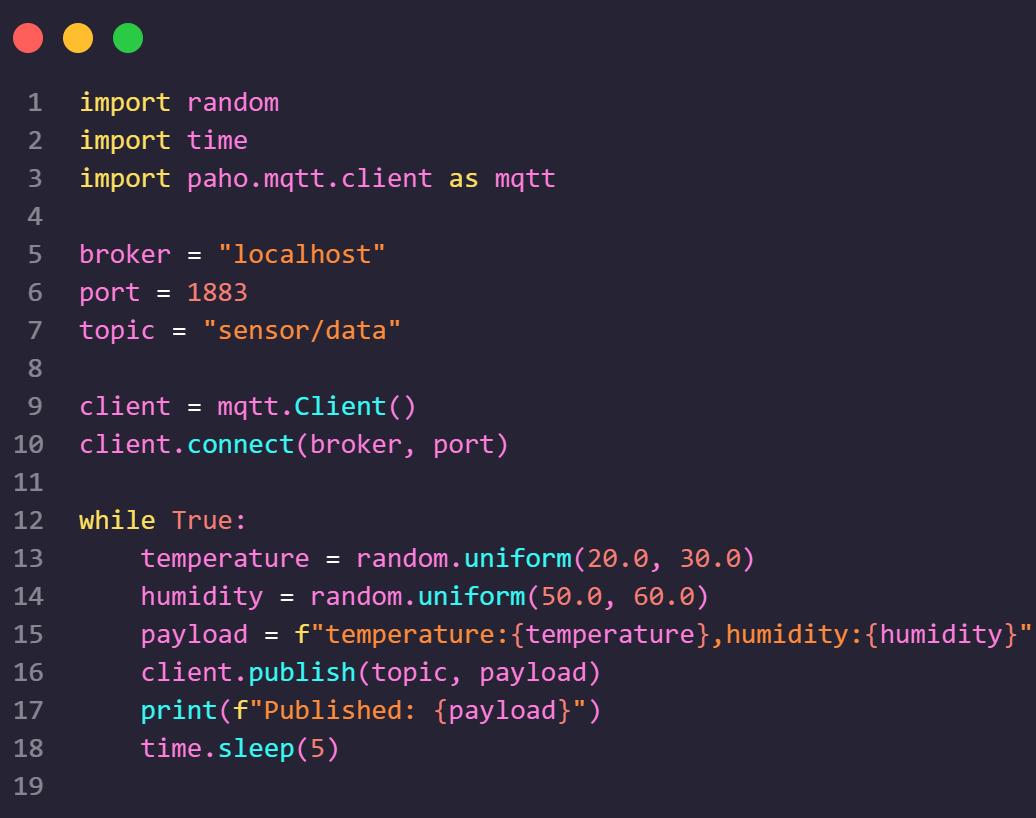 1 import random
2 import time
3 import paho.mqtt.client as mqtt
4
5 broker = "localhost"
6 port = 1883
7 topic = "sensor/data"
8
9 client = mqtt.Client()
10 client.connect(broker, port)
11
12 while True:
13     temperature = random.uniform(20.0, 30.0)
14     humidity = random.uniform(50.0, 60.0)
15     payload = f"temperature:{temperature},humidity:{humidity}"
16     client.publish(topic, payload)
17     print(f"Published: {payload}")
18     time.sleep(5)
19